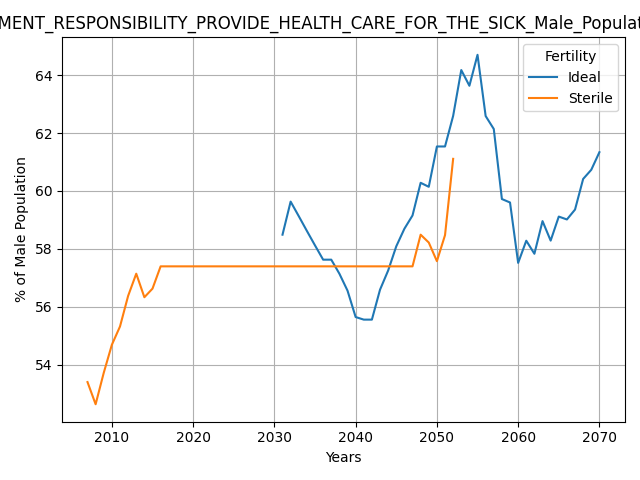 MENT_RESPONSIBILITY_PROVIDE_HEALTH_CARE_FOR_THE_SICK_Male_Populat
Fertility
Ideal
Sterile
% of Male Population
64
62
60
58
56
54
2010 2020 2030 2040 2050 2060 2070
Years